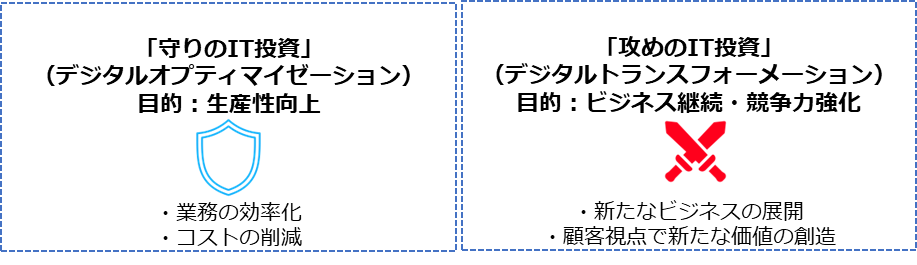 「守りのIT投資」
（デジタルオプティマイゼーション）
目的：生産性向上
・業務の効率化
・コストの削減
「攻めのIT投資」
（デジタルトランスフォーメーション）
目的：ビジネス継続・競争力強化
・新たなビジネスの展開
・顧客視点で新たな価値の創造